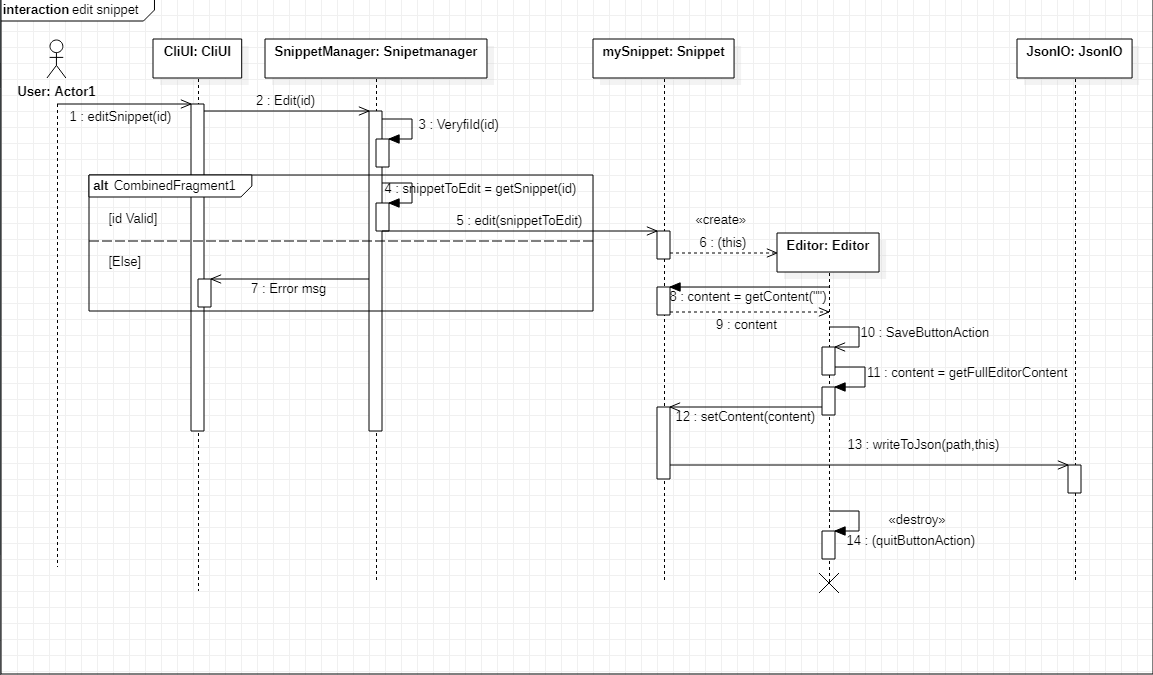 interaction edit snippet
CliUI: CliUI
SnippetManager: Snipetmanager
mySnippet: Snippet
JsonIO: JsonIO
User: Actor1
1 : editSnippet(id)
2 : Edit(id)
3 : VeryfiId(id)
alt CombinedFragment1
4 : snippetToEdit = getSnippet(id)
[id Valid]
5 : edit(snippetToEdit)
«create»
6 : (this)
Editor: Editor
[Else]
7 : Error msg
8 : content = getContent("")
9 : content
10 : SaveButtonAction
11 : content = getFullEditorContent
12 : setContent(content)
13 : writeToJson(path,this)
«destroy»
14 : (quitButtonAction)